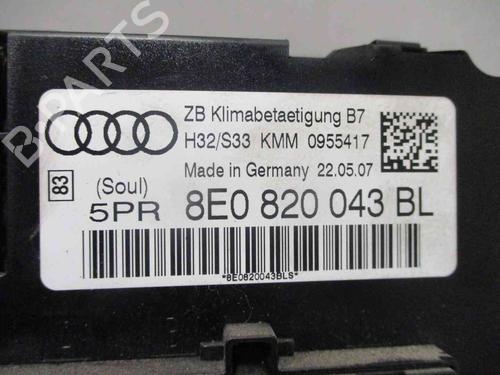 ZB Klimabetaetigung B7
H32/S33 KMM 0955417
Made in Germany 22.05.07
83
(Soul)
5PR 8E0 820 043 BL
*8E0820043BLS*
B-PARTS